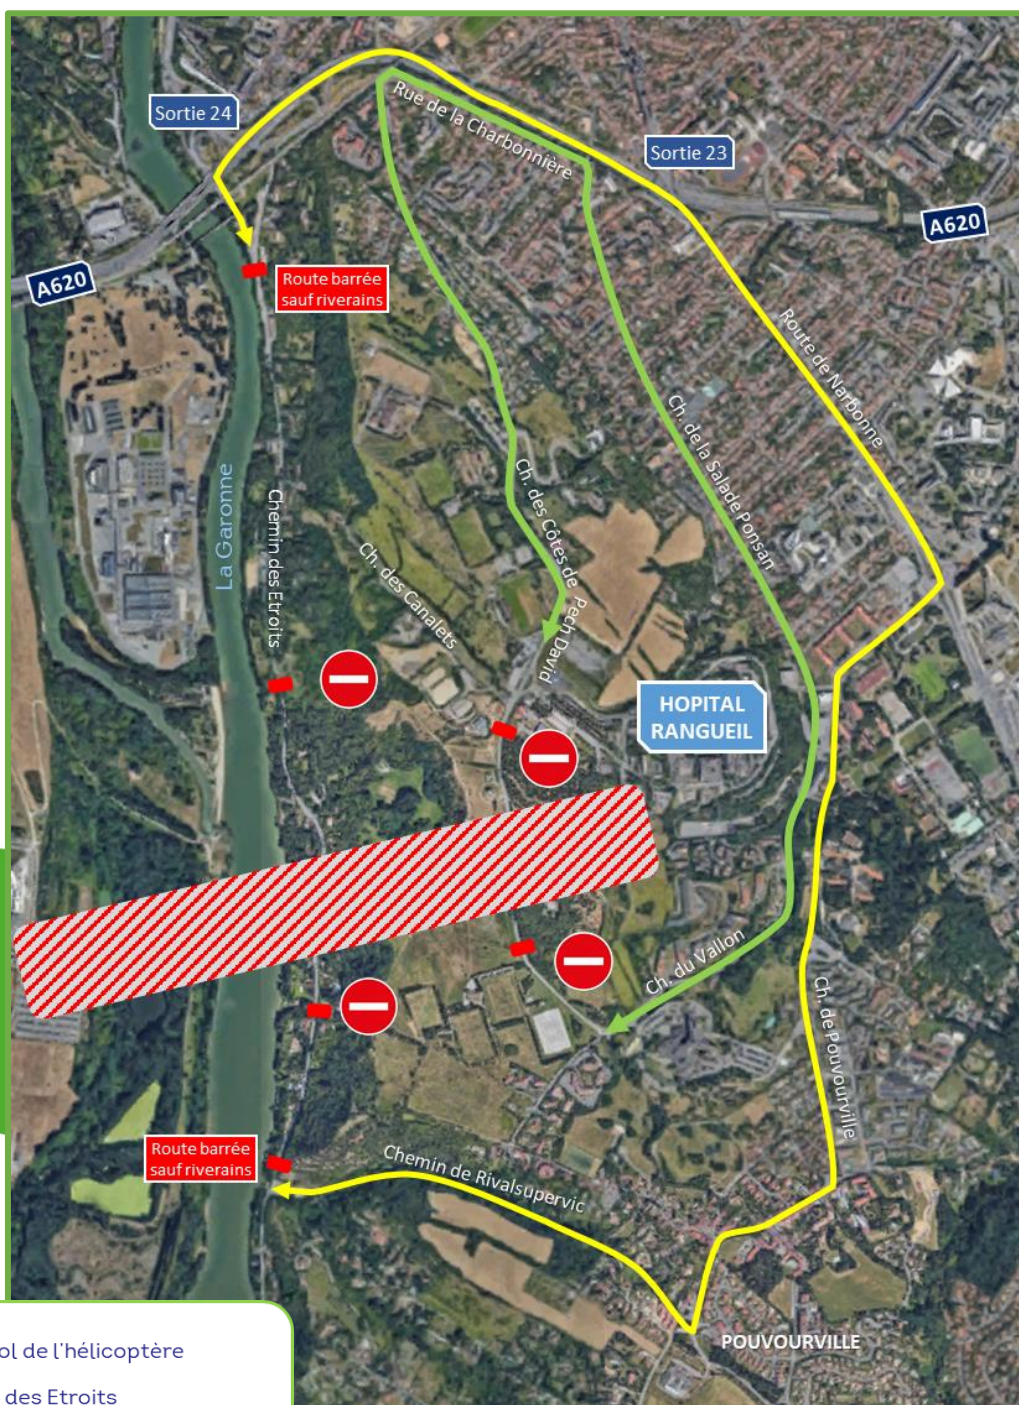 Sortie 24
Rue de la Charbonnière
Sortie 23
A620
A620
Route barrée
sauf riverains
Route de Narbonne
Ch. de la Salade Ponsan
La Garonne
Chemin des Etroits
Ch. des Côtes de Pech David
Ch. des Canalets
HOPITAL
RANGUEIL
Ch. du Vallon
Ch. de Pouvourville
Route barrée
sauf riverains
Chemin de Rivalsupervic
POUVOURVILLE
ol de l'hélicoptère
des Etroits